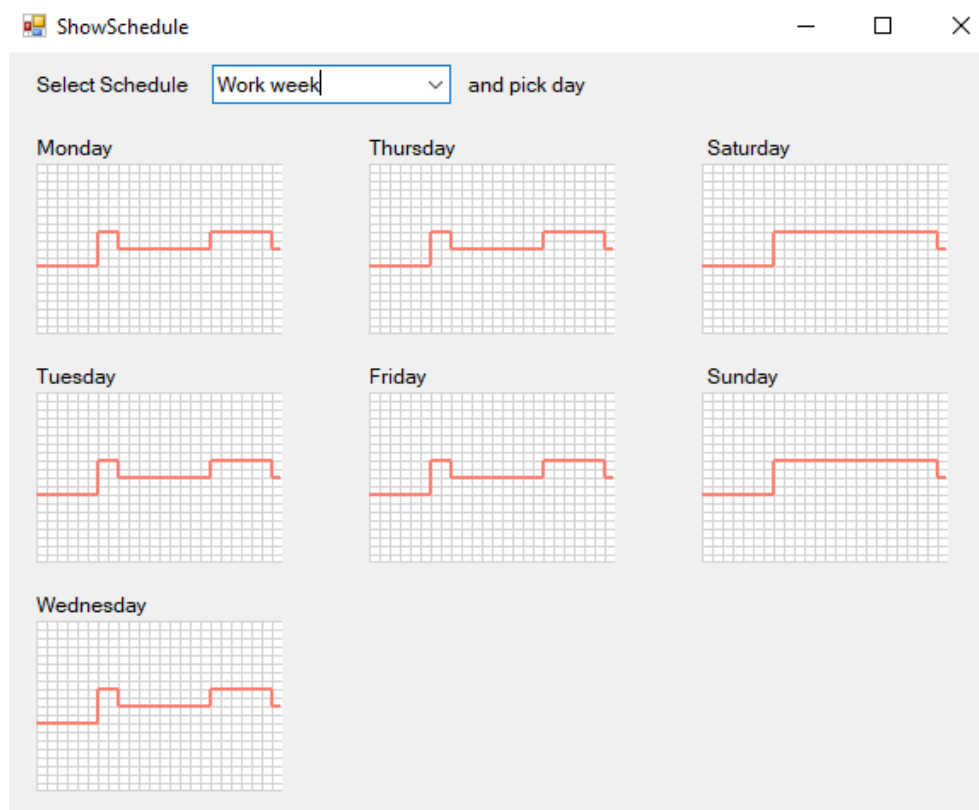 ShowSchedule
Select Schedule Work week and pick day
Monday Thursday Saturday
Tuesday Friday Sunday
Wednesday